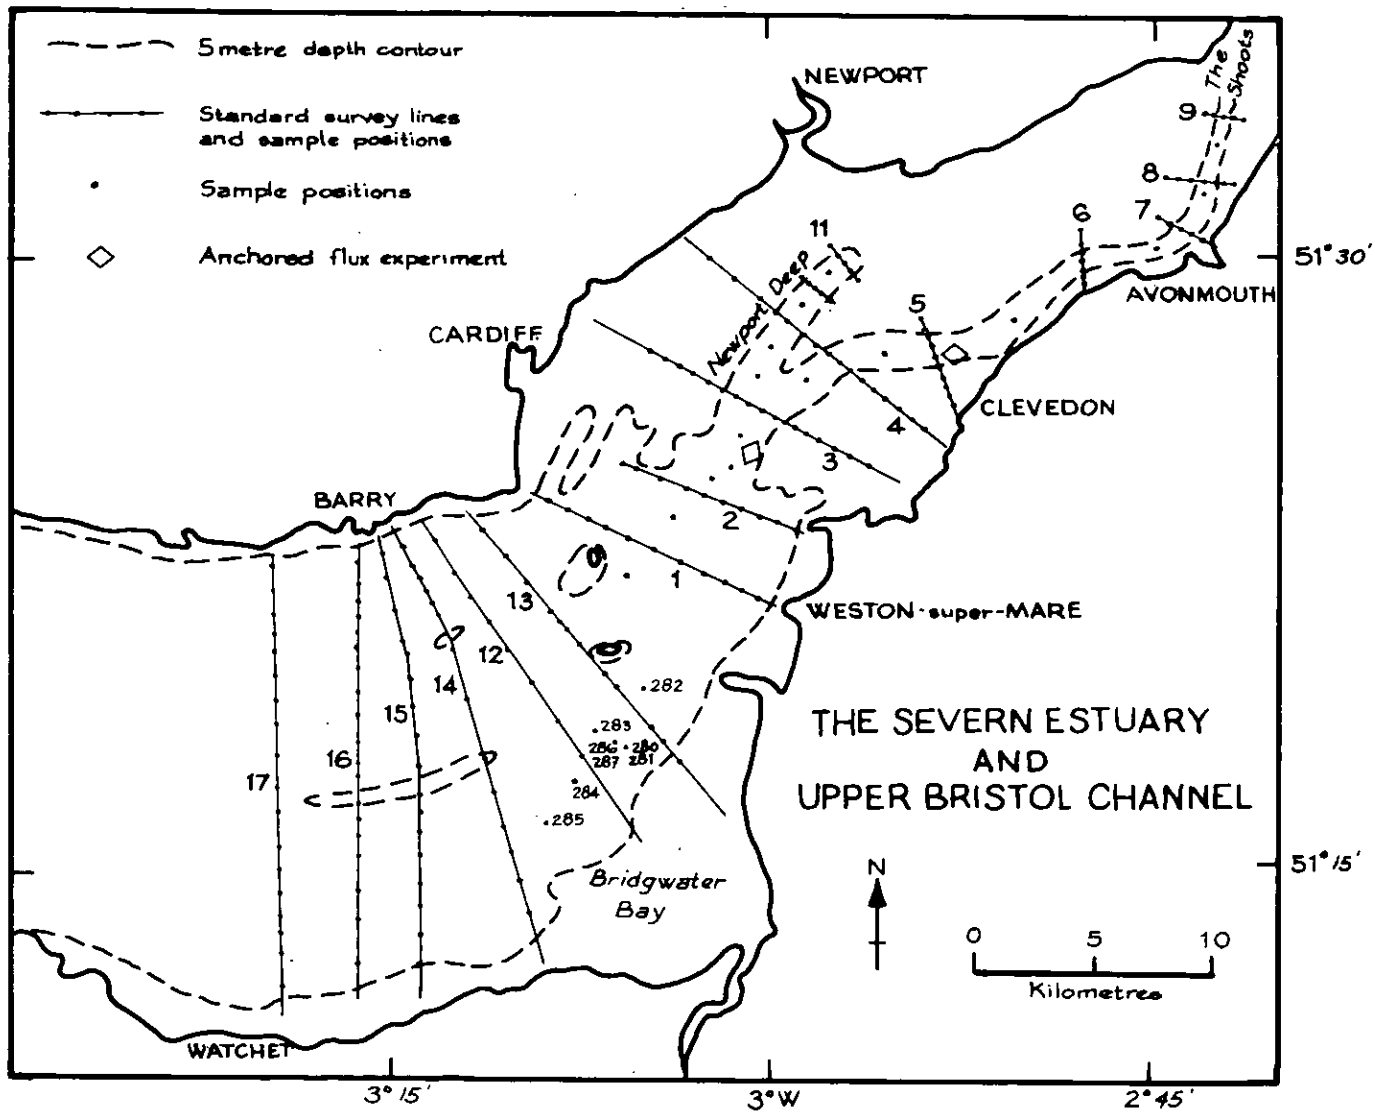 5 metre depth contour
Standard survey lines
and sample positions
Sample positions
Anchored flux experiment
NEWPORT
The
Shoots
9
8
7
6
11
51°30'
AVONMOUTH
Newport Deep
5
CARDIFF
CLEVEDON
4
3
BARRY
2
1
WESTON-super-MARE
13
12
14
15
16
17
.282
.283
286 .280
287 281
284
.285
THE SEVERN ESTUARY
AND
UPPER BRISTOL CHANNEL
51°15'
Bridgwater
Bay
N
0 5 10
Kilometres
WATCHET
3°15' 3°W 2°45'